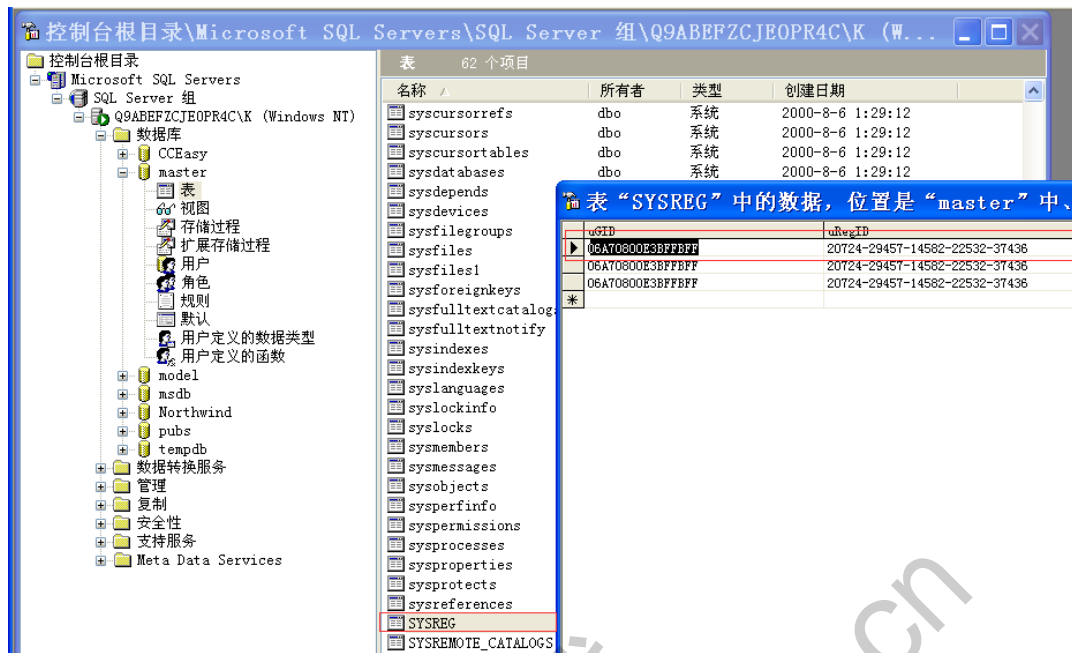 控制台根目录\Microsoft SQL Servers\SQL Server 组\Q9ABEFZCJEOPR4C\K (W...
控制台根目录
Microsoft SQL Servers
SQL Server 组
Q9ABEFZCJEOPR4C\K (Windows NT)
数据库
CCEasy
master
表
视图
存储过程
扩展存储过程
用户
角色
规则
默认
用户定义的数据类型
用户定义的函数
model
msdb
Northwind
pubs
tempdb
数据转换服务
管理
复制
安全性
支持服务
Meta Data Services
表 62 个项目
名称 所有者 类型 创建日期
syscursorrefs dbo 系统 2000-8-6 1:29:12
syscursors dbo 系统 2000-8-6 1:29:12
syscursortables dbo 系统 2000-8-6 1:29:12
sysdatabases dbo 系统 2000-8-6 1:29:12
sysdepends
sysdevices
sysfilegroups
sysfiles
sysfiles1
sysforeignkeys
sysfulltextcatalogs
sysfulltextnotify
sysindexes
sysindexkeys
syslanguages
syslockinfo
syslocks
sysmembers
sysmessages
sysobjects
sysperfinfo
syspermissions
sysprocesses
sysproperties
sysprotects
sysreferences
SYSREG
SYSREMOTE_CATALOGS
表“SYSREG”中的数据，位置是“master”中、
uGID uRegID
06A70800E3BFFBFF 20724-29457-14582-22532-37436
06A70800E3BFFBFF 20724-29457-14582-22532-37436
06A70800E3BFFBFF 20724-29457-14582-22532-37436
cn